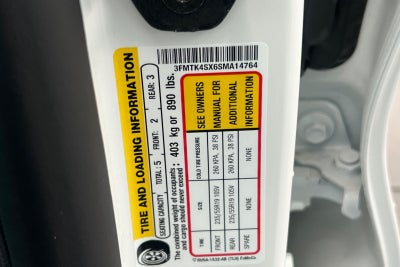 3FMTK4SX6SMA14764
TIRE AND LOADING INFORMATION
SEATING CAPACITY TOTAL: 5 FRONT: 2 REAR: 3
The combined weight of occupants and cargo should never exceed: 403 kg or 890 lbs.
TIRE SIZE COLD TIRE PRESSURE
FRONT 235/55R19 105V 260 KPA, 38 PSI
REAR 235/55R19 105V 260 KPA, 38 PSI
SPARE NONE NONE
SEE OWNERS
MANUAL FOR
ADDITIONAL
INFORMATION